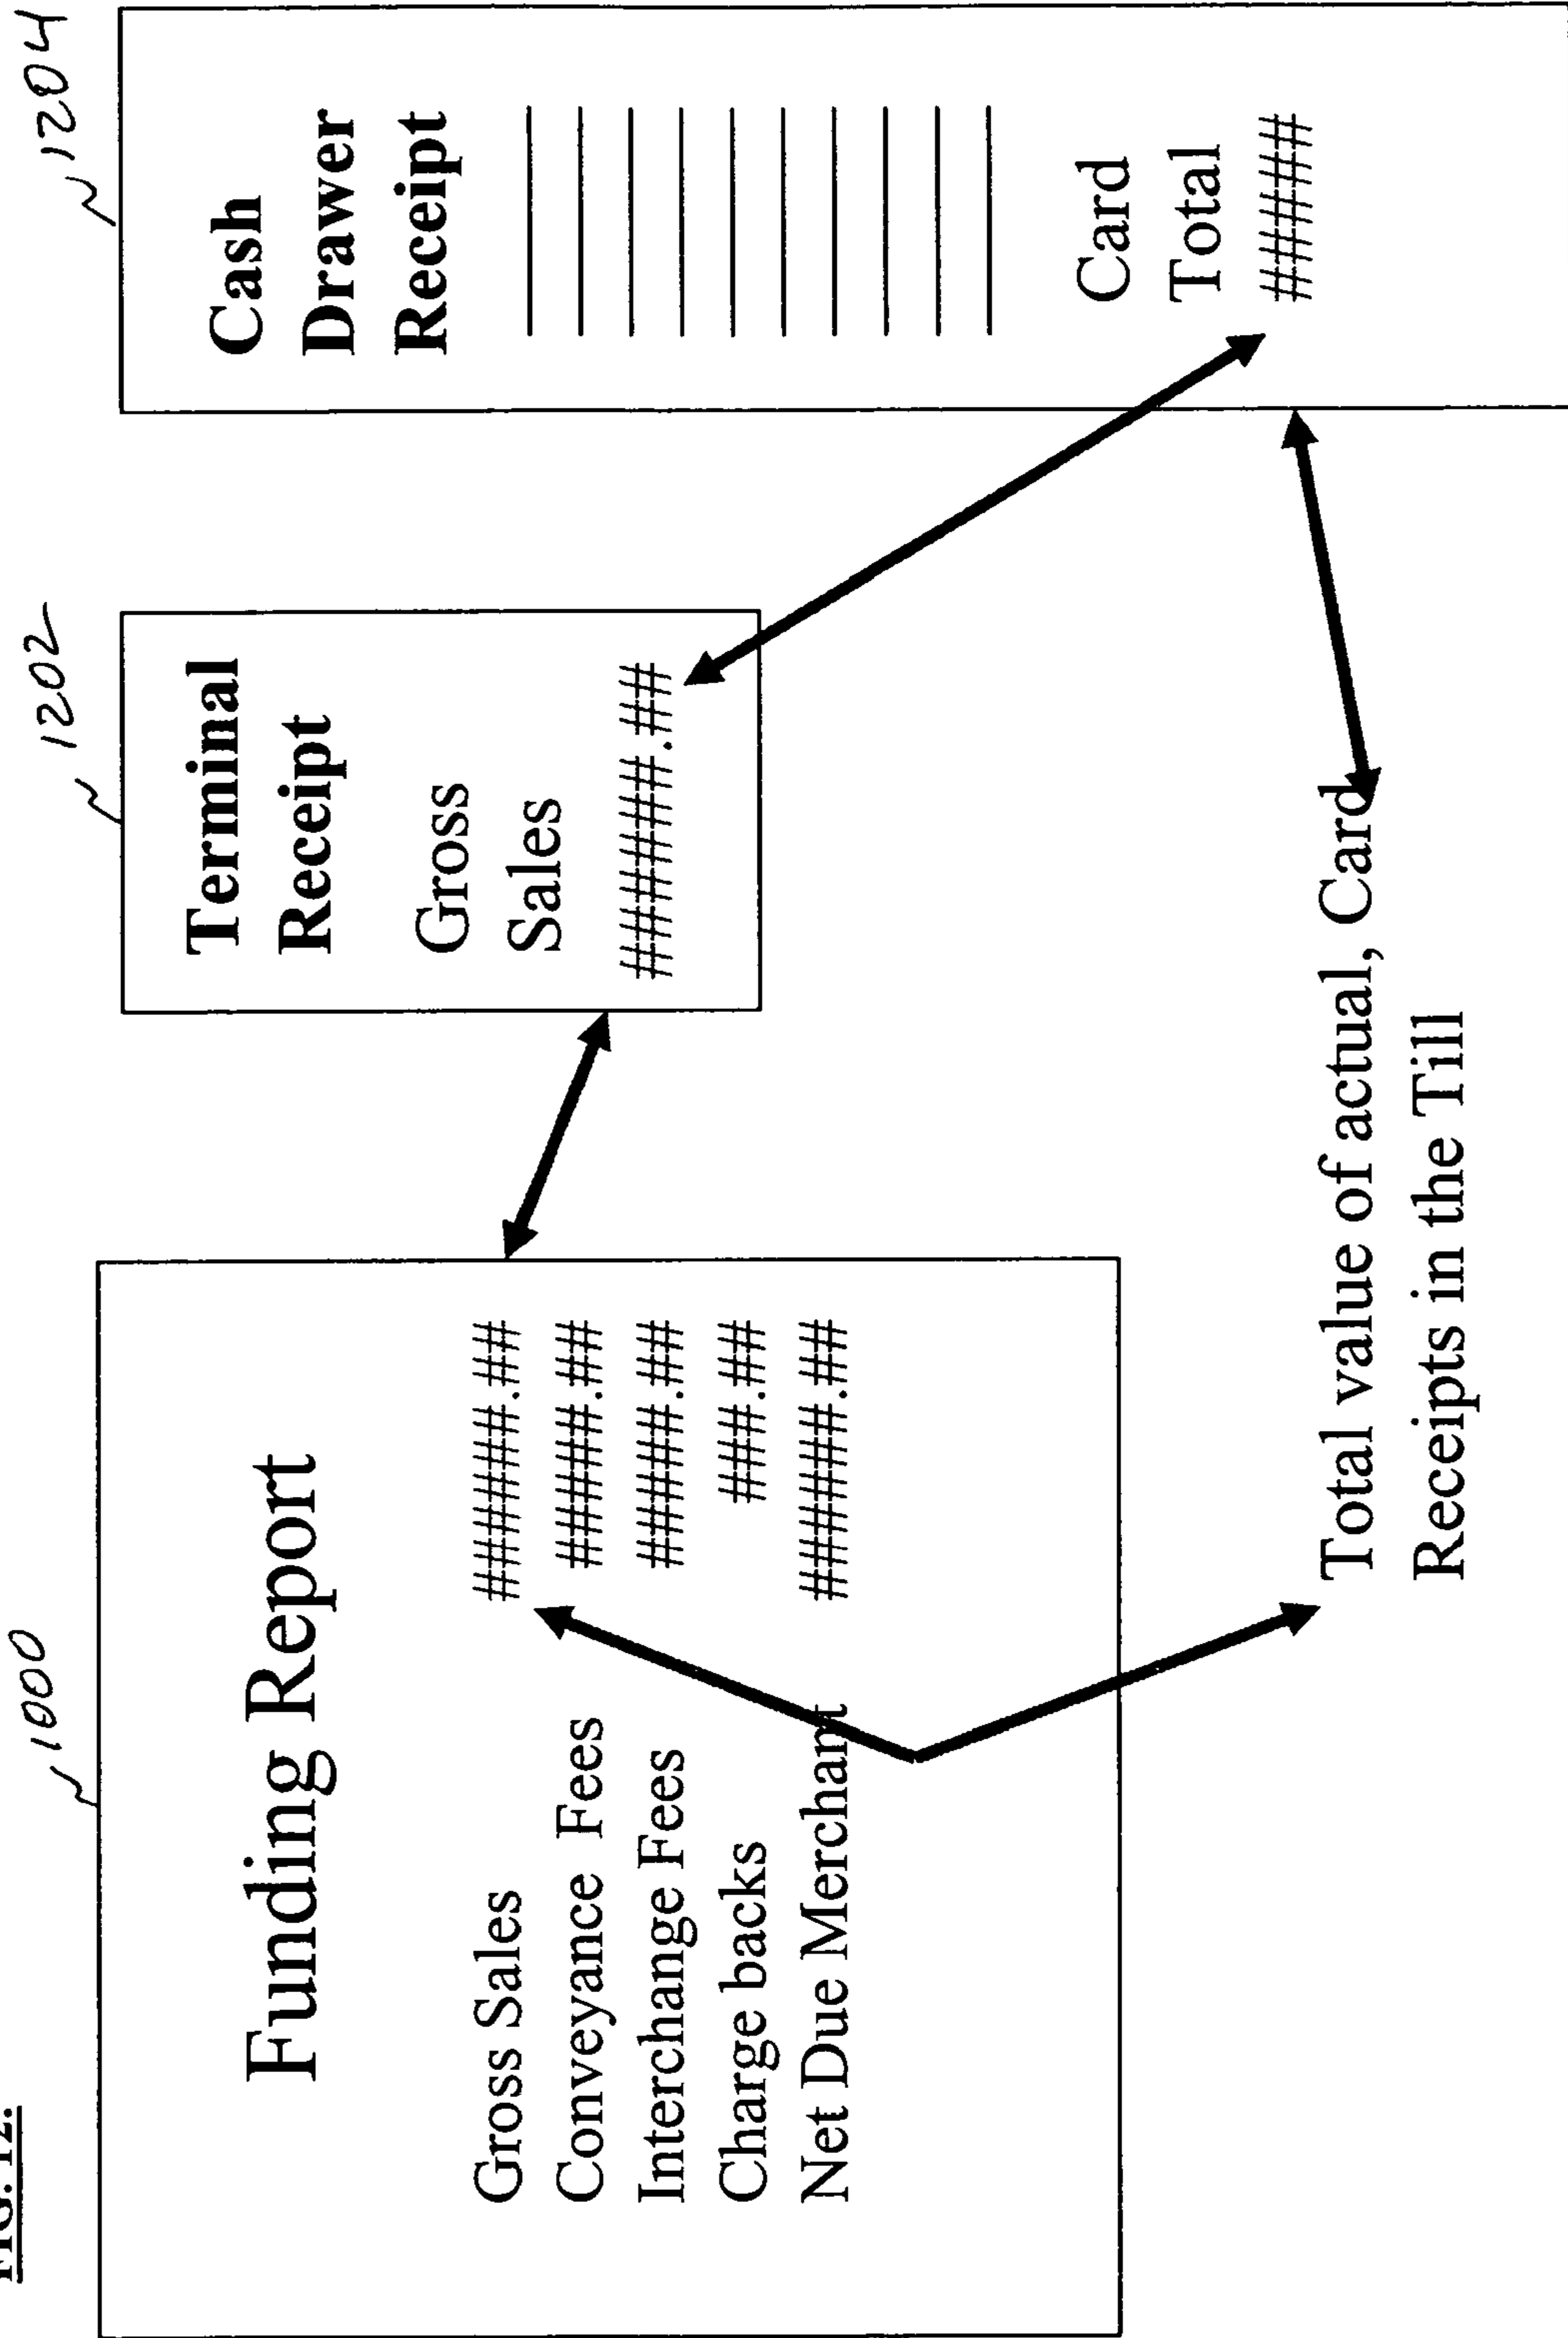 FIG. 12.
1000
Funding Report
Gross Sales ######.##
Conveyance Fees #####.##
Interchange Fees #####.##
Charge backs ###.##
Net Due Merchant ######.##
1202
Terminal
Receipt
Gross
Sales
######.##
1204
Cash
Drawer
Receipt
Card
Total
#####
Total value of actual, Card
Receipts in the Till